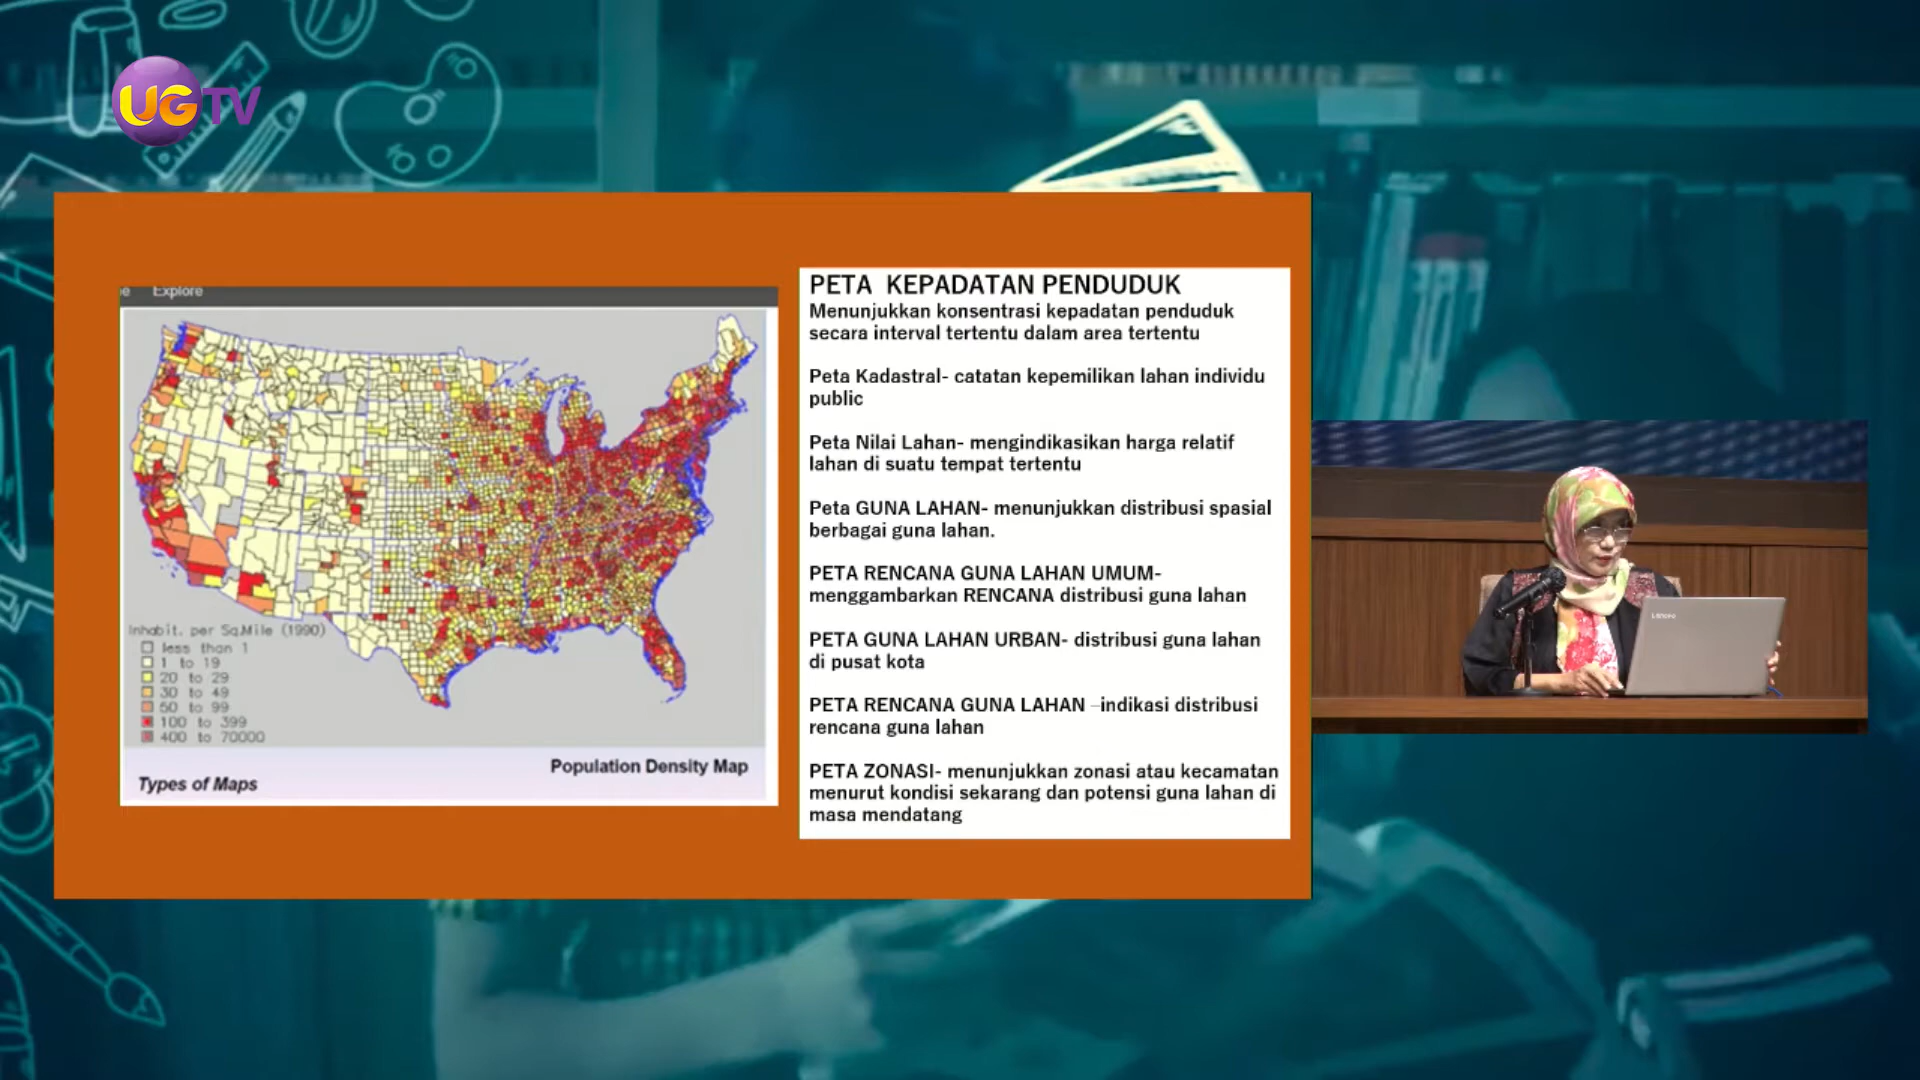 UGTV
Explore
Inhabit. per Sq.Mile (1990)
less than 1
1 to 19
20 to 29
30 to 49
50 to 99
100 to 399
400 to 70000
Population Density Map
Types of Maps
PETA KEPADATAN PENDUDUK
Menunjukkan konsentrasi kepadatan penduduk
secara interval tertentu dalam area tertentu
Peta Kadastral- catatan kepemilikan lahan individu
public
Peta Nilai Lahan- mengindikasikan harga relatif
lahan di suatu tempat tertentu
Peta GUNA LAHAN- menunjukkan distribusi spasial
berbagai guna lahan.
PETA RENCANA GUNA LAHAN UMUM-
menggambarkan RENCANA distribusi guna lahan
PETA GUNA LAHAN URBAN- distribusi guna lahan
di pusat kota
PETA RENCANA GUNA LAHAN –indikasi distribusi
rencana guna lahan
PETA ZONASI- menunjukkan zonasi atau kecamatan
menurut kondisi sekarang dan potensi guna lahan di
masa mendatang
Lenovo